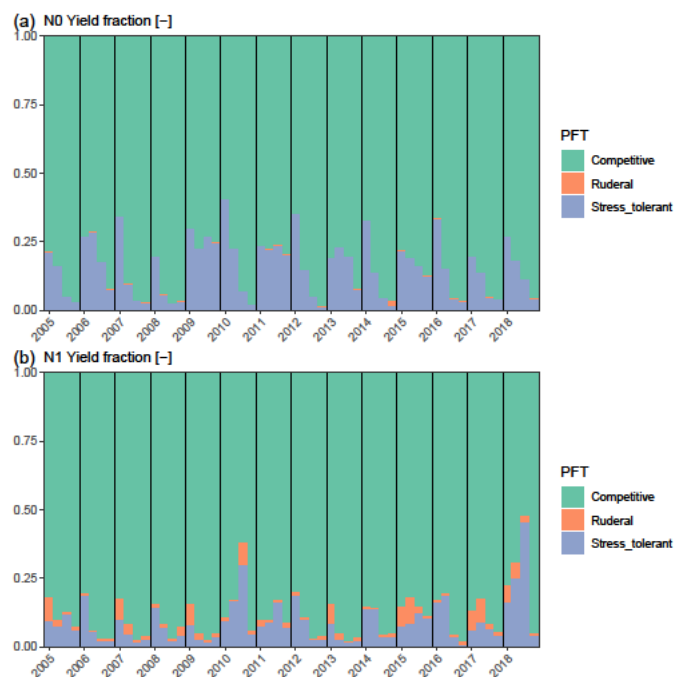 (a) N0 Yield fraction [–]
1.00
0.75
0.50
0.25
0.00
2005 2006 2007 2008 2009 2010 2011 2012 2013 2014 2015 2016 2017 2018
PFT
Competitive
Ruderal
Stress_tolerant
(b) N1 Yield fraction [–]
1.00
0.75
0.50
0.25
0.00
2005 2006 2007 2008 2009 2010 2011 2012 2013 2014 2015 2016 2017 2018
PFT
Competitive
Ruderal
Stress_tolerant